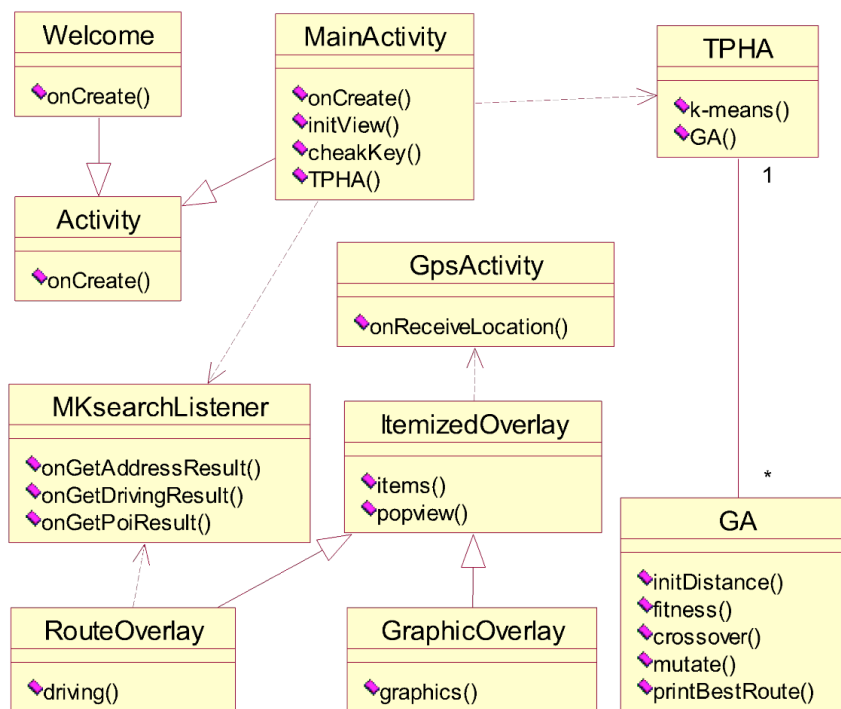 Welcome
onCreate()
MainActivity
onCreate()
initView()
cheakKey()
TPHA()
TPHA
k-means()
GA()
1
Activity
onCreate()
GpsActivity
onReceiveLocation()
MKsearchListener
onGetAddressResult()
onGetDrivingResult()
onGetPoiResult()
ItemizedOverlay
items()
popview()
*
GA
initDistance()
fitness()
crossover()
mutate()
printBestRoute()
RouteOverlay
driving()
GraphicOverlay
graphics()